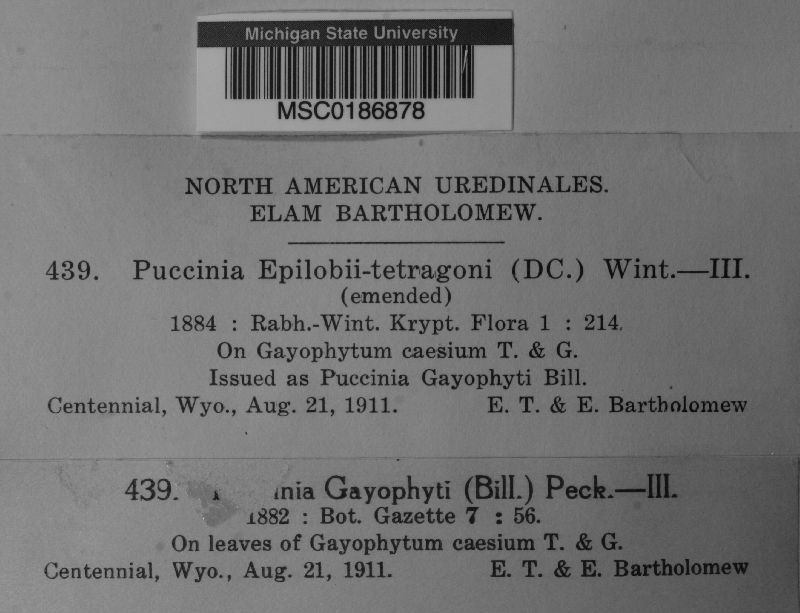 Michigan State University
MSC0186878
NORTH AMERICAN UREDINALES.
ELAM BARTHOLOMEW.
439. Puccinia Epilobii-tetragoni (DC.) Wint.—III.
(emended)
1884 : Rabh.-Wint. Krypt. Flora 1 : 214.
On Gayophytum caesium T. & G.
Issued as Puccinia Gayophyti Bill.
Centennial, Wyo., Aug. 21, 1911. E. T. & E. Bartholomew
439. Gayophyti (Bill.) Peck.—III.
1882 : Bot. Gazette 7 : 56.
On leaves of Gayophytum caesium T. & G.
Centennial, Wyo., Aug. 21, 1911. E. T. & E. Bartholomew